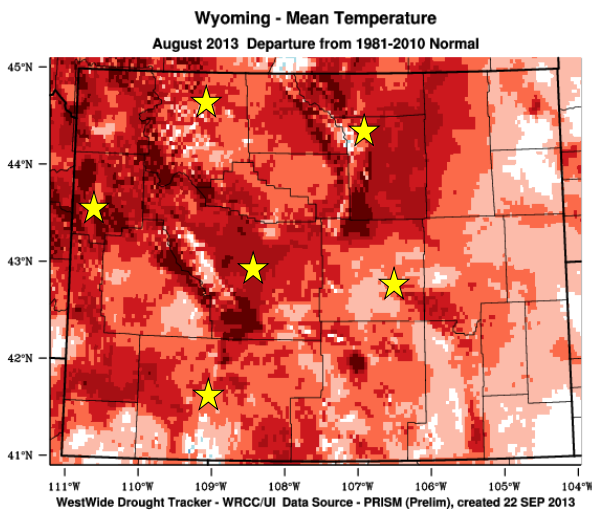 Wyoming - Mean Temperature
August 2013 Departure from 1981-2010 Normal
45°N
44°N
43°N
42°N
41°N
111°W 110°W 109°W 108°W 107°W 106°W 105°W 104°W
WestWide Drought Tracker - WRCC/UI Data Source - PRISM (Prelim), created 22 SEP 2013